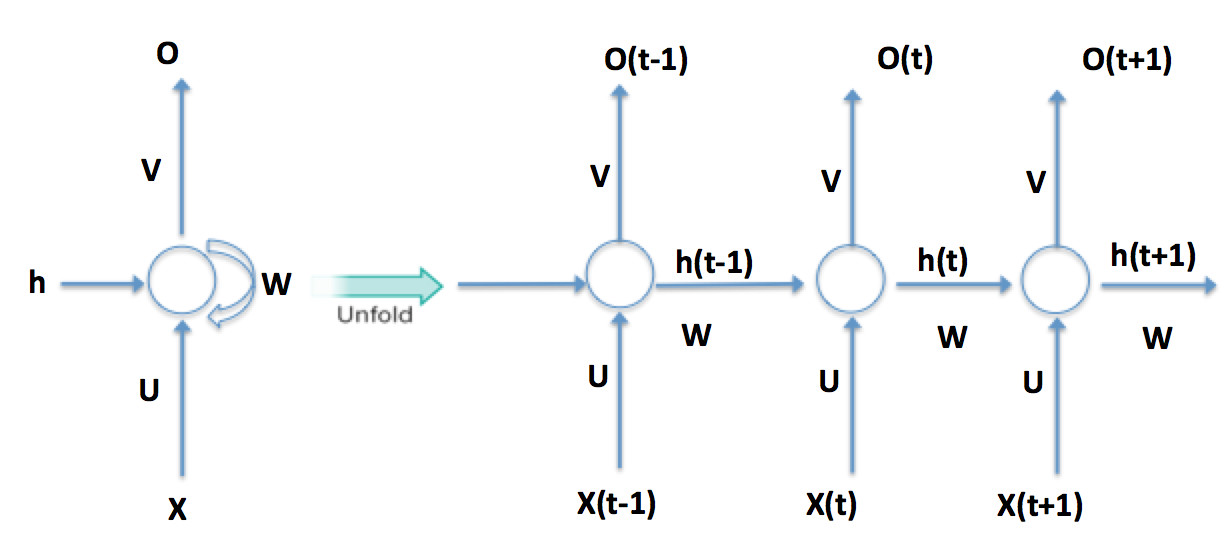 O
V
h
W
U
X
Unfold
O(t-1)
O(t)
O(t+1)
V
V
V
h(t-1)
h(t)
h(t+1)
W
W
W
U
U
U
X(t-1)
X(t)
X(t+1)